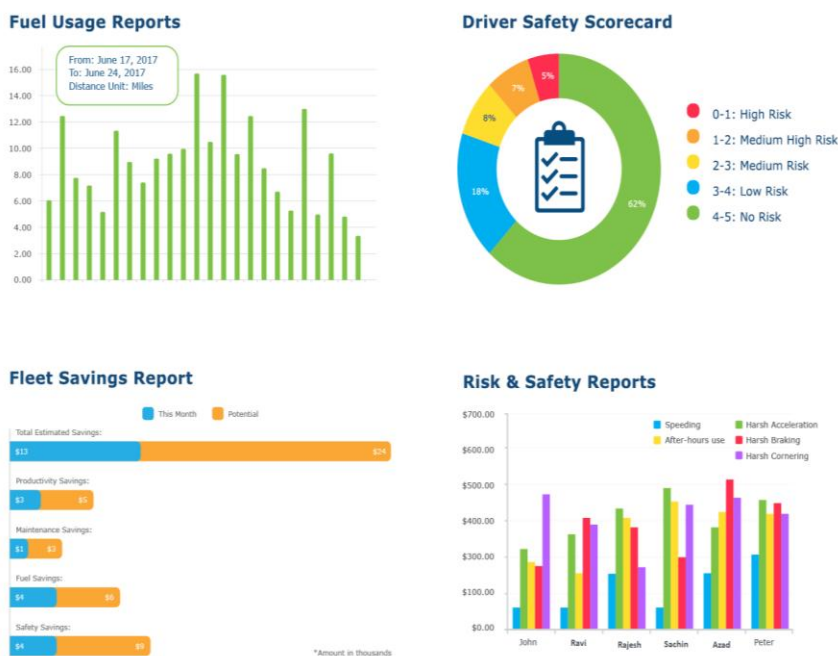 Fuel Usage Reports
From: June 17, 2017
To: June 24, 2017
Distance Unit: Miles
16.00
14.00
12.00
10.00
8.00
6.00
4.00
2.00
0.00
Driver Safety Scorecard
5%
7%
8%
18%
62%
0-1: High Risk
1-2: Medium High Risk
2-3: Medium Risk
3-4: Low Risk
4-5: No Risk
Fleet Savings Report
This Month
Potential
Total Estimated Savings:
$13 $24
Productivity Savings:
$3 $5
Maintenance Savings:
$1 $3
Fuel Savings:
$4 $6
Safety Savings:
$4 $9
*Amount in thousands
Risk & Safety Reports
Speeding
After-hours use
Harsh Acceleration
Harsh Braking
Harsh Cornering
$700.00
$600.00
$500.00
$400.00
$300.00
$100.00
$0.00
John Ravi Rajesh Sachin Azad Peter